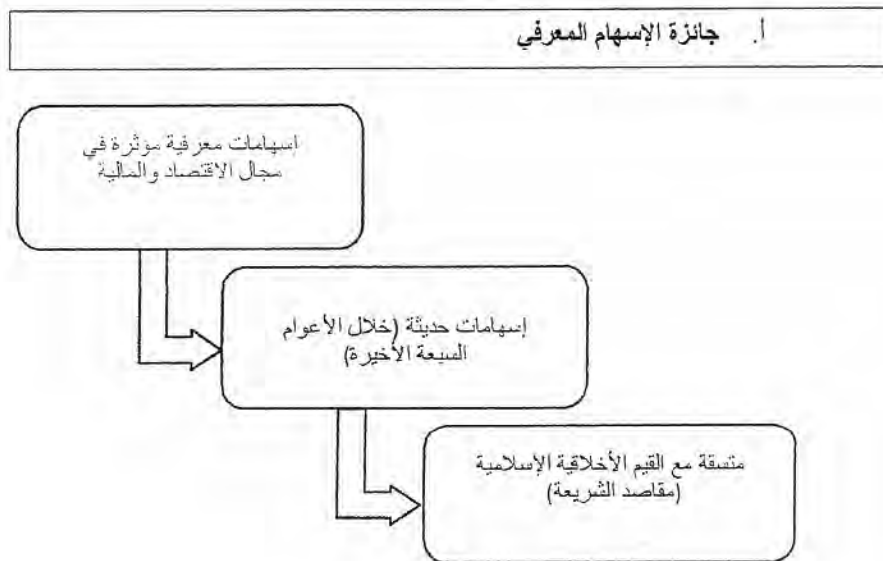 أ. جائزة الإسهام المعرفي
إسهامات معرفية مؤثرة في
مجال الاقتصاد والمالية
إسهامات حديثة (خلال الأعوام
السبعة الأخيرة)
متسقة مع القيم الأخلاقية الإسلامية
(مقاصد الشريعة)